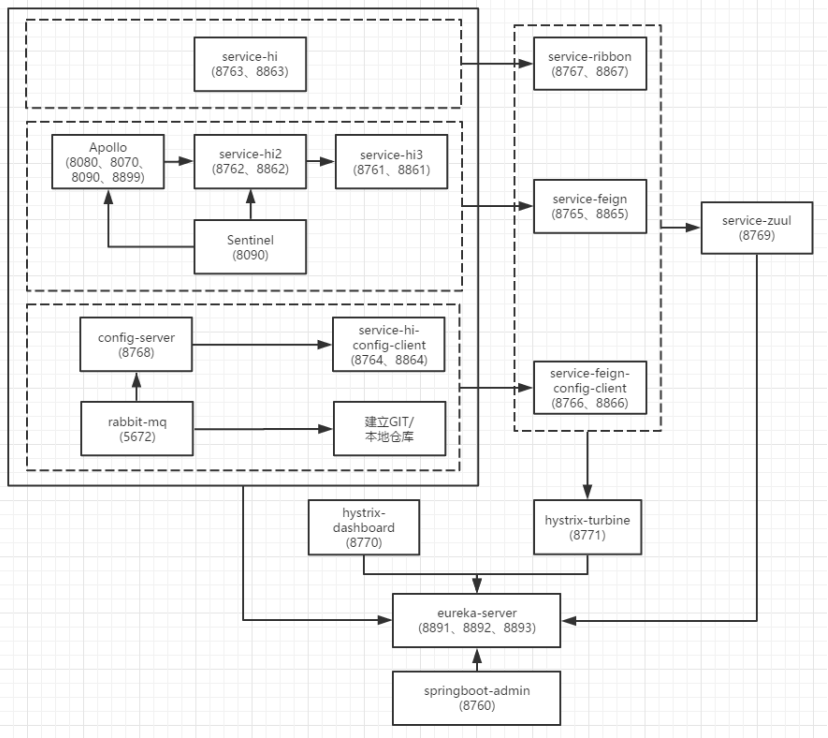 service-hi
(8763、8863)
service-ribbon
(8767、8867)
Apollo
(8080、8070、
8090、8899)
service-hi2
(8762、8862)
service-hi3
(8761、8861)
Sentinel
(8090)
service-feign
(8765、8865)
service-zuul
(8769)
config-server
(8768)
service-hi-
config-client
(8764、8864)
service-feign-
config-client
(8766、8866)
rabbit-mq
(5672)
建立GIT/
本地仓库
hystrix-
dashboard
(8770)
hystrix-turbine
(8771)
eureka-server
(8891、8892、8893)
springboot-admin
(8760)